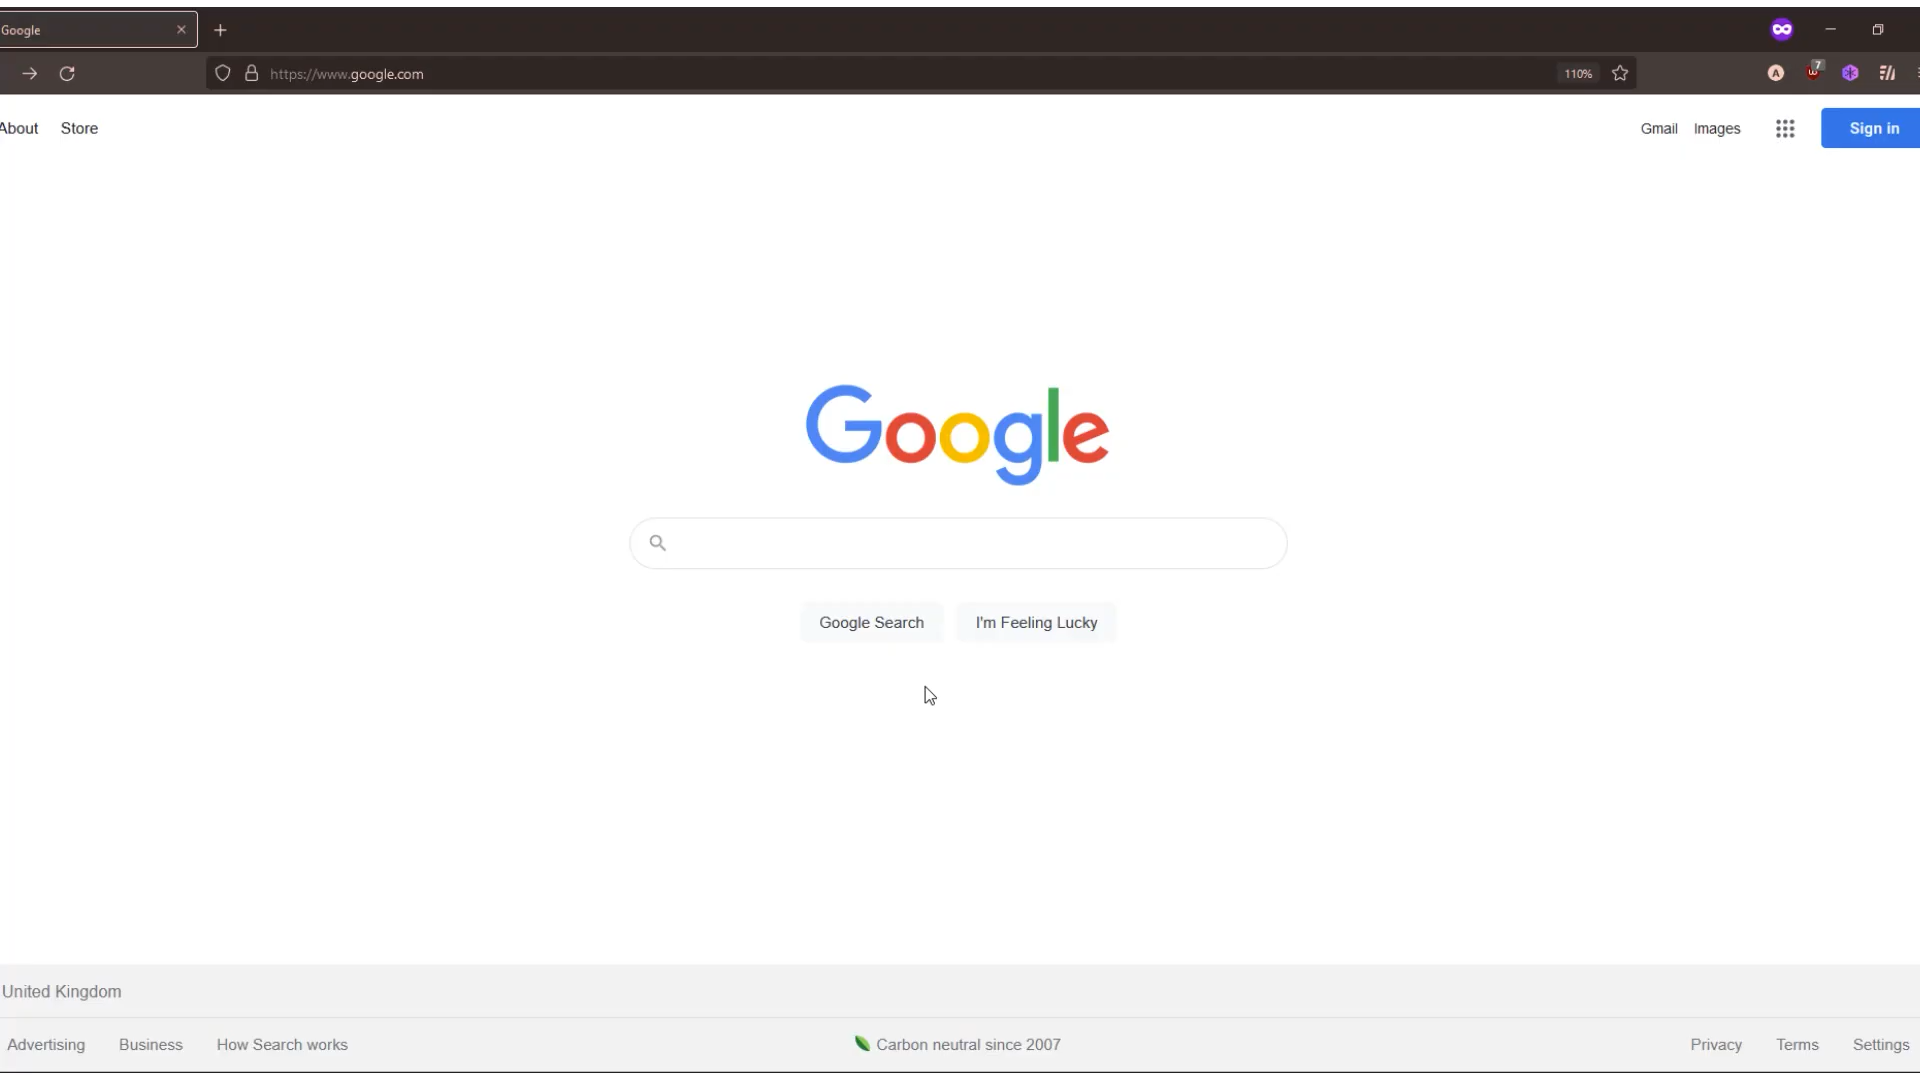 Google
https://www.google.com
110%
A
7
About Store
Gmail Images
Sign in
Google
Google Search
I'm Feeling Lucky
United Kingdom
Advertising Business How Search works
Carbon neutral since 2007
Privacy Terms Settings